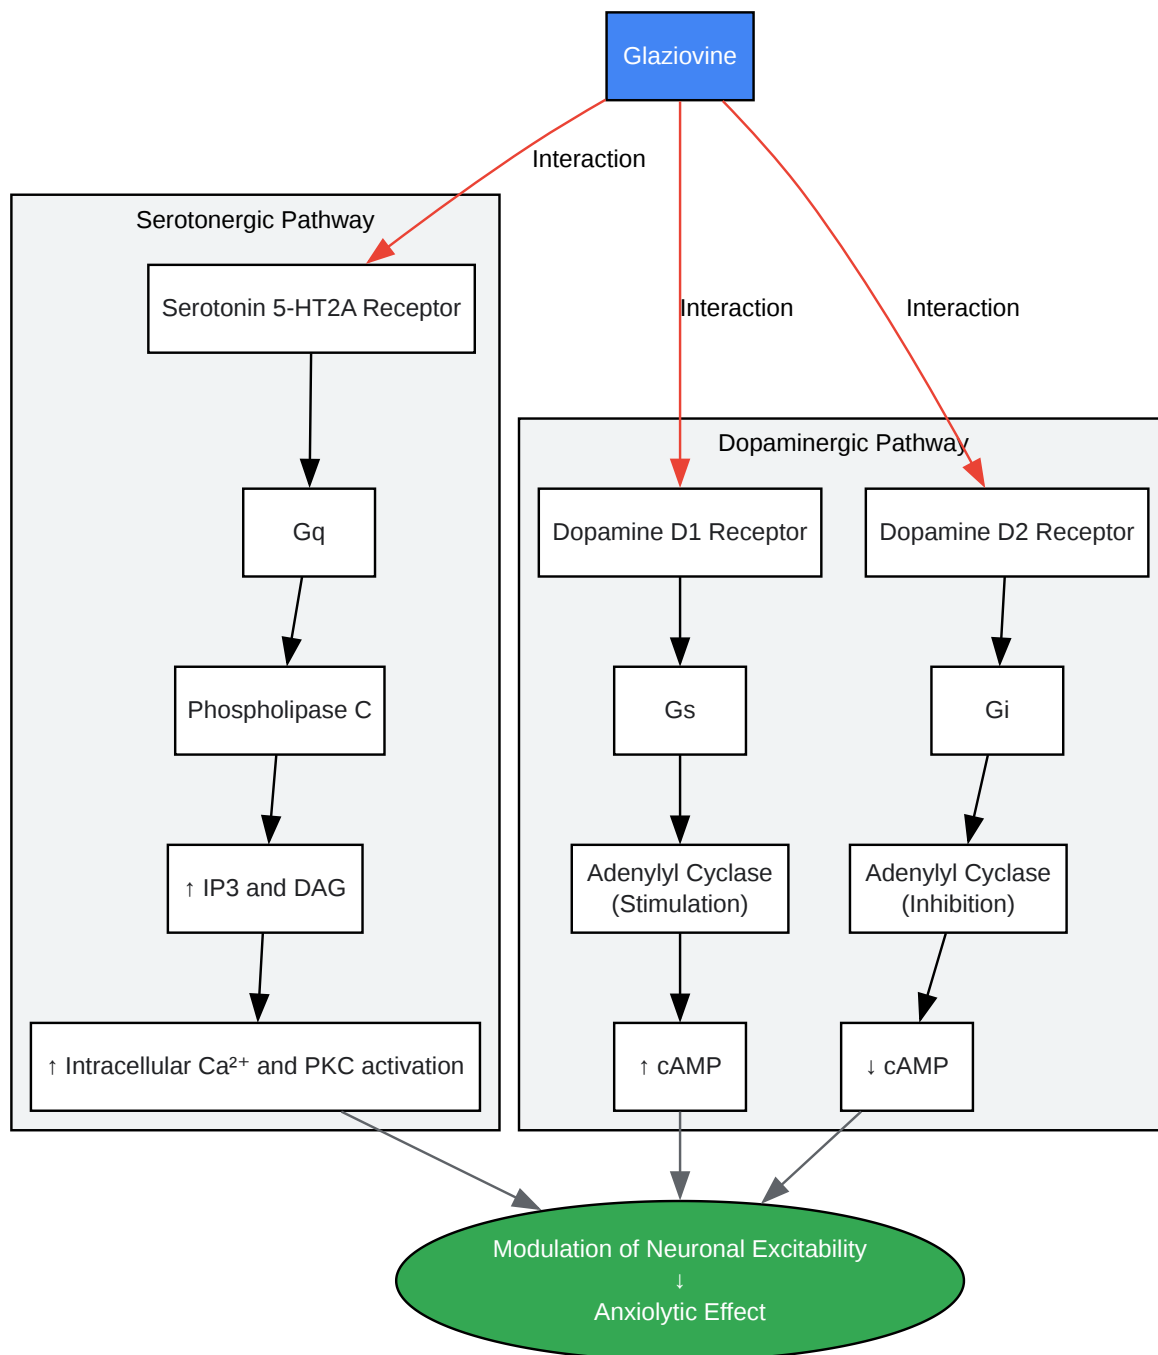 Glaziovine
Interaction
Serotonergic Pathway
Serotonin 5-HT2A Receptor
Interaction
Interaction
Dopaminergic Pathway
Gq
Dopamine D1 Receptor
Dopamine D2 Receptor
Phospholipase C
Gs
Gi
↑ IP3 and DAG
Adenylyl Cyclase
(Stimulation)
Adenylyl Cyclase
(Inhibition)
↑ Intracellular Ca²⁺ and PKC activation
↑ cAMP
↓ cAMP
Modulation of Neuronal Excitability
↓
Anxiolytic Effect